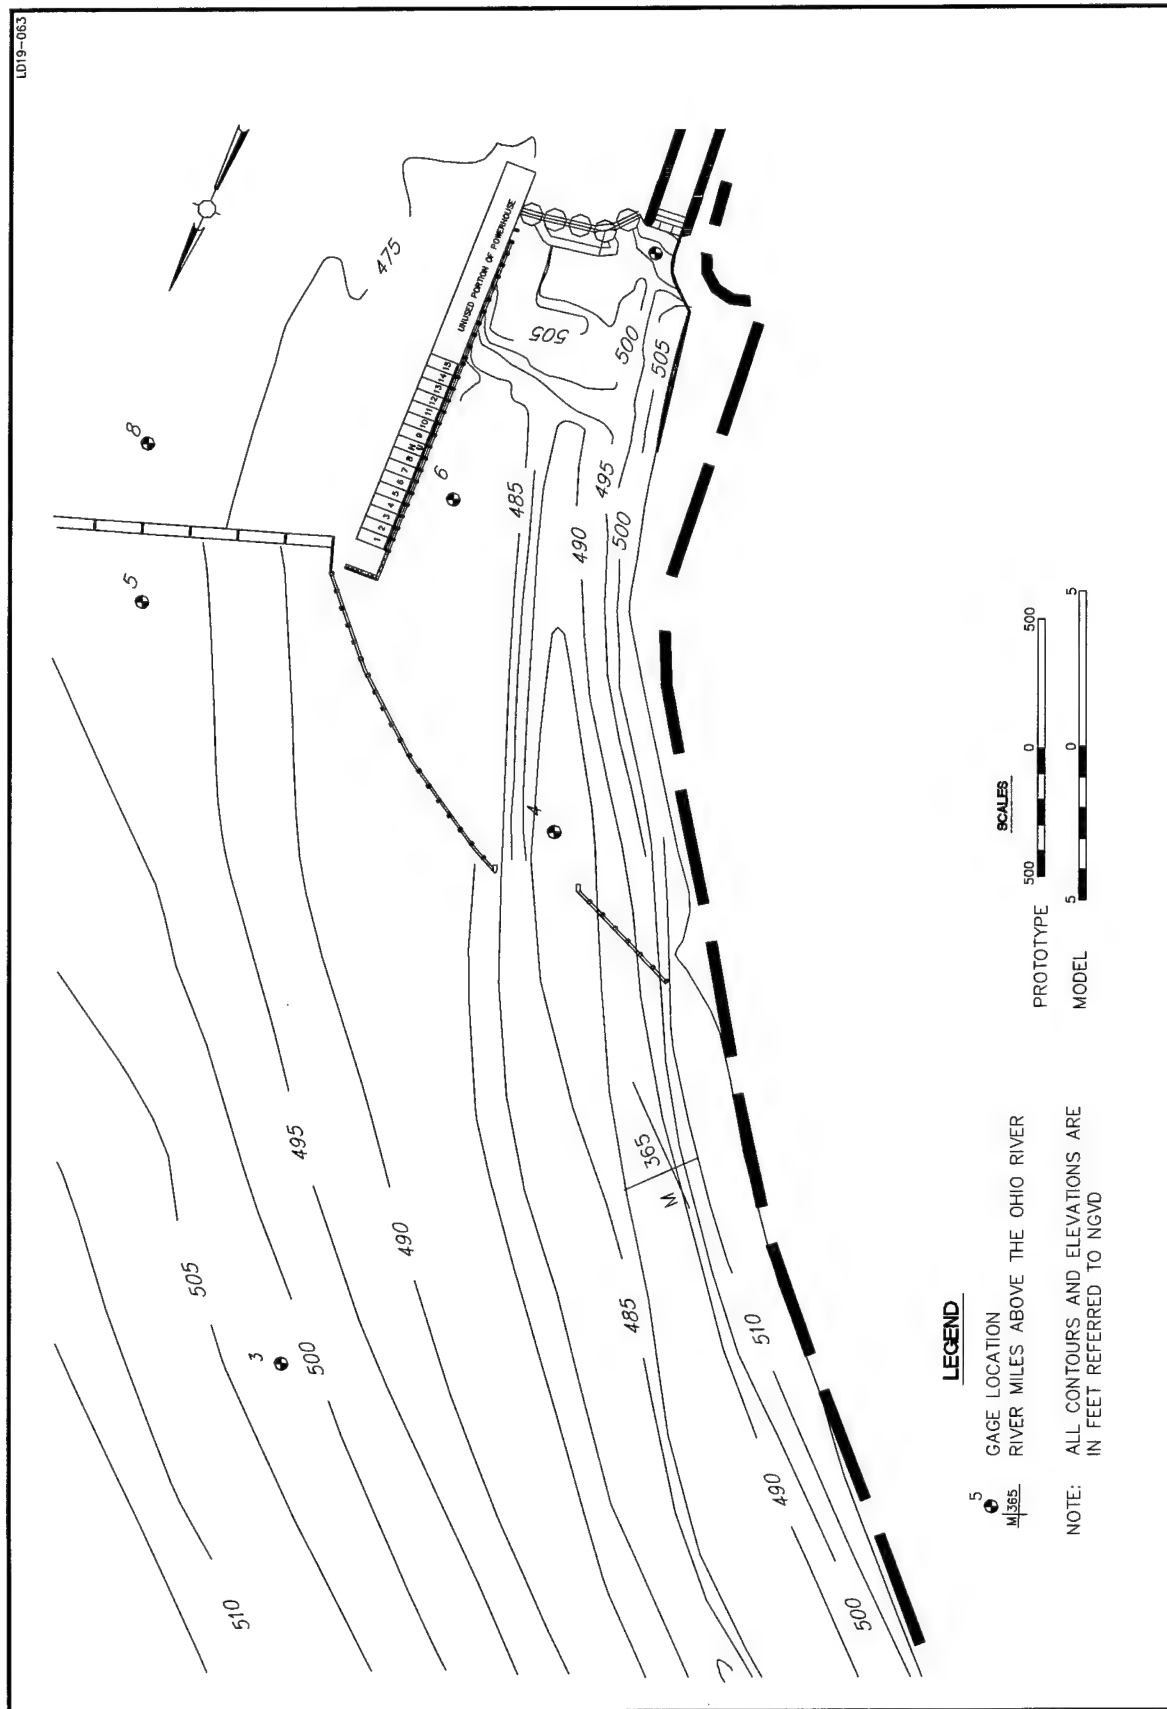 LD19-063
475
UNUSED PORTION OF POWERHOUSE
1 2 3 4 5 6 7 8 9 10 11 12 13 14 15
8
5
6
505
500
505
485
495
490
500
4
495
490
505
3
500
510
M 365
485
510
490
500
SCALES
PROTOTYPE 500 0 500
MODEL 5 0 5
LEGEND
5 GAGE LOCATION
M 365 RIVER MILES ABOVE THE OHIO RIVER
NOTE: ALL CONTOURS AND ELEVATIONS ARE
IN FEET REFERRED TO NGVD